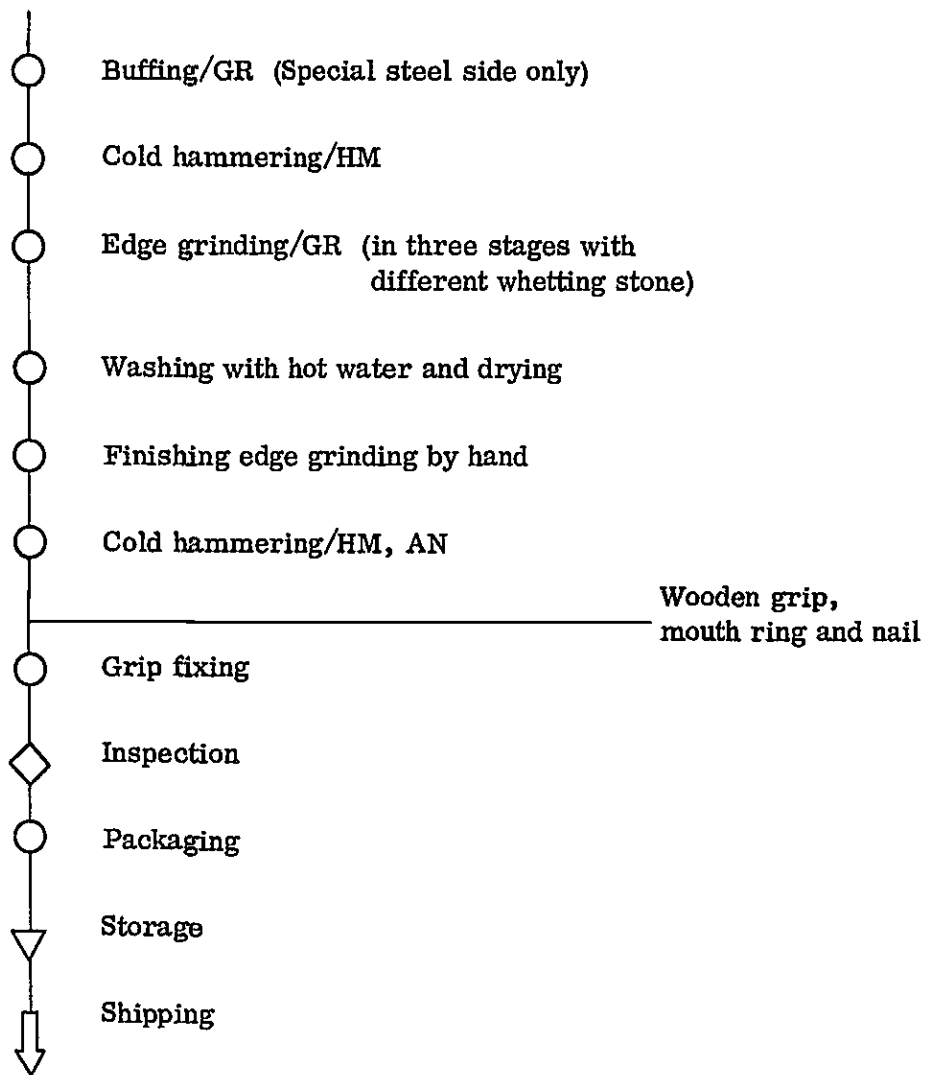 Buffing/GR (Special steel side only)
Cold hammering/HM
Edge grinding/GR (in three stages with
different whetting stone)
Washing with hot water and drying
Finishing edge grinding by hand
Cold hammering/HM, AN
Wooden grip,
mouth ring and nail
Grip fixing
Inspection
Packaging
Storage
Shipping